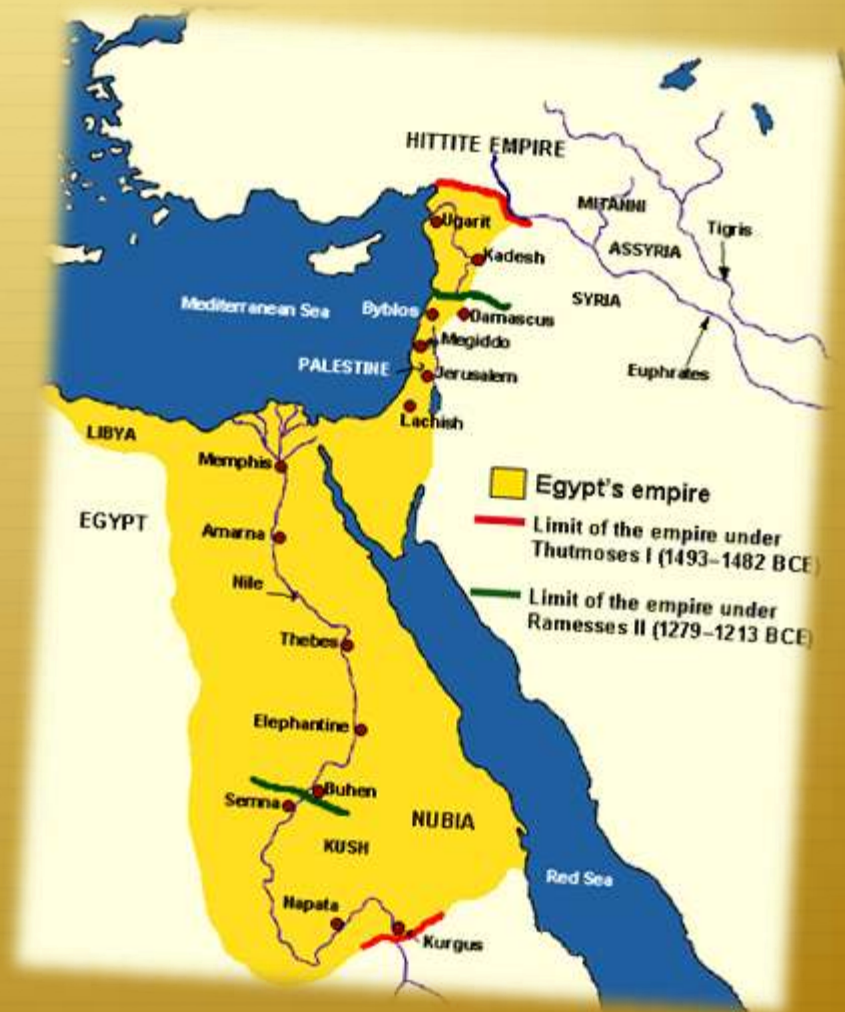 HITTITE EMPIRE
MITANNI
Ugarit
Tigris
ASSYRIA
Kadesh
SYRIA
Mediterranean Sea
Byblos
Damascus
Megiddo
PALESTINE
Jerusalem
Euphrates
Lachish
LIBYA
Memphis
Egypt's empire
EGYPT
Limit of the empire under
Thutmoses I (1493–1482 BCE)
Amarna
Nile
Limit of the empire under
Ramesses II (1279–1213 BCE)
Thebes
Elephantine
Buhen
Semna
NUBIA
KUSH
Red Sea
Napata
Kurgus